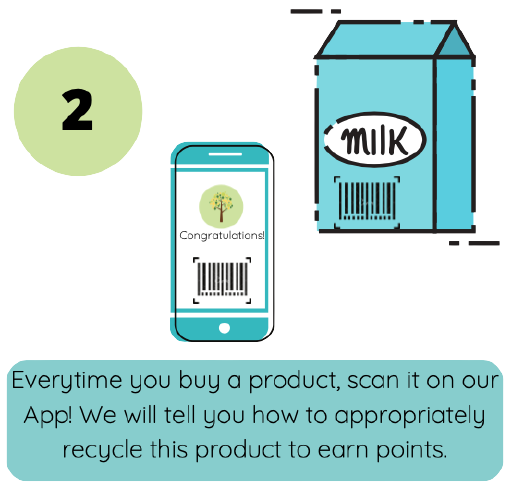 2
milk
Congratulations!
Everytime you buy a product, scan it on our
App! We will tell you how to appropriately
recycle this product to earn points.